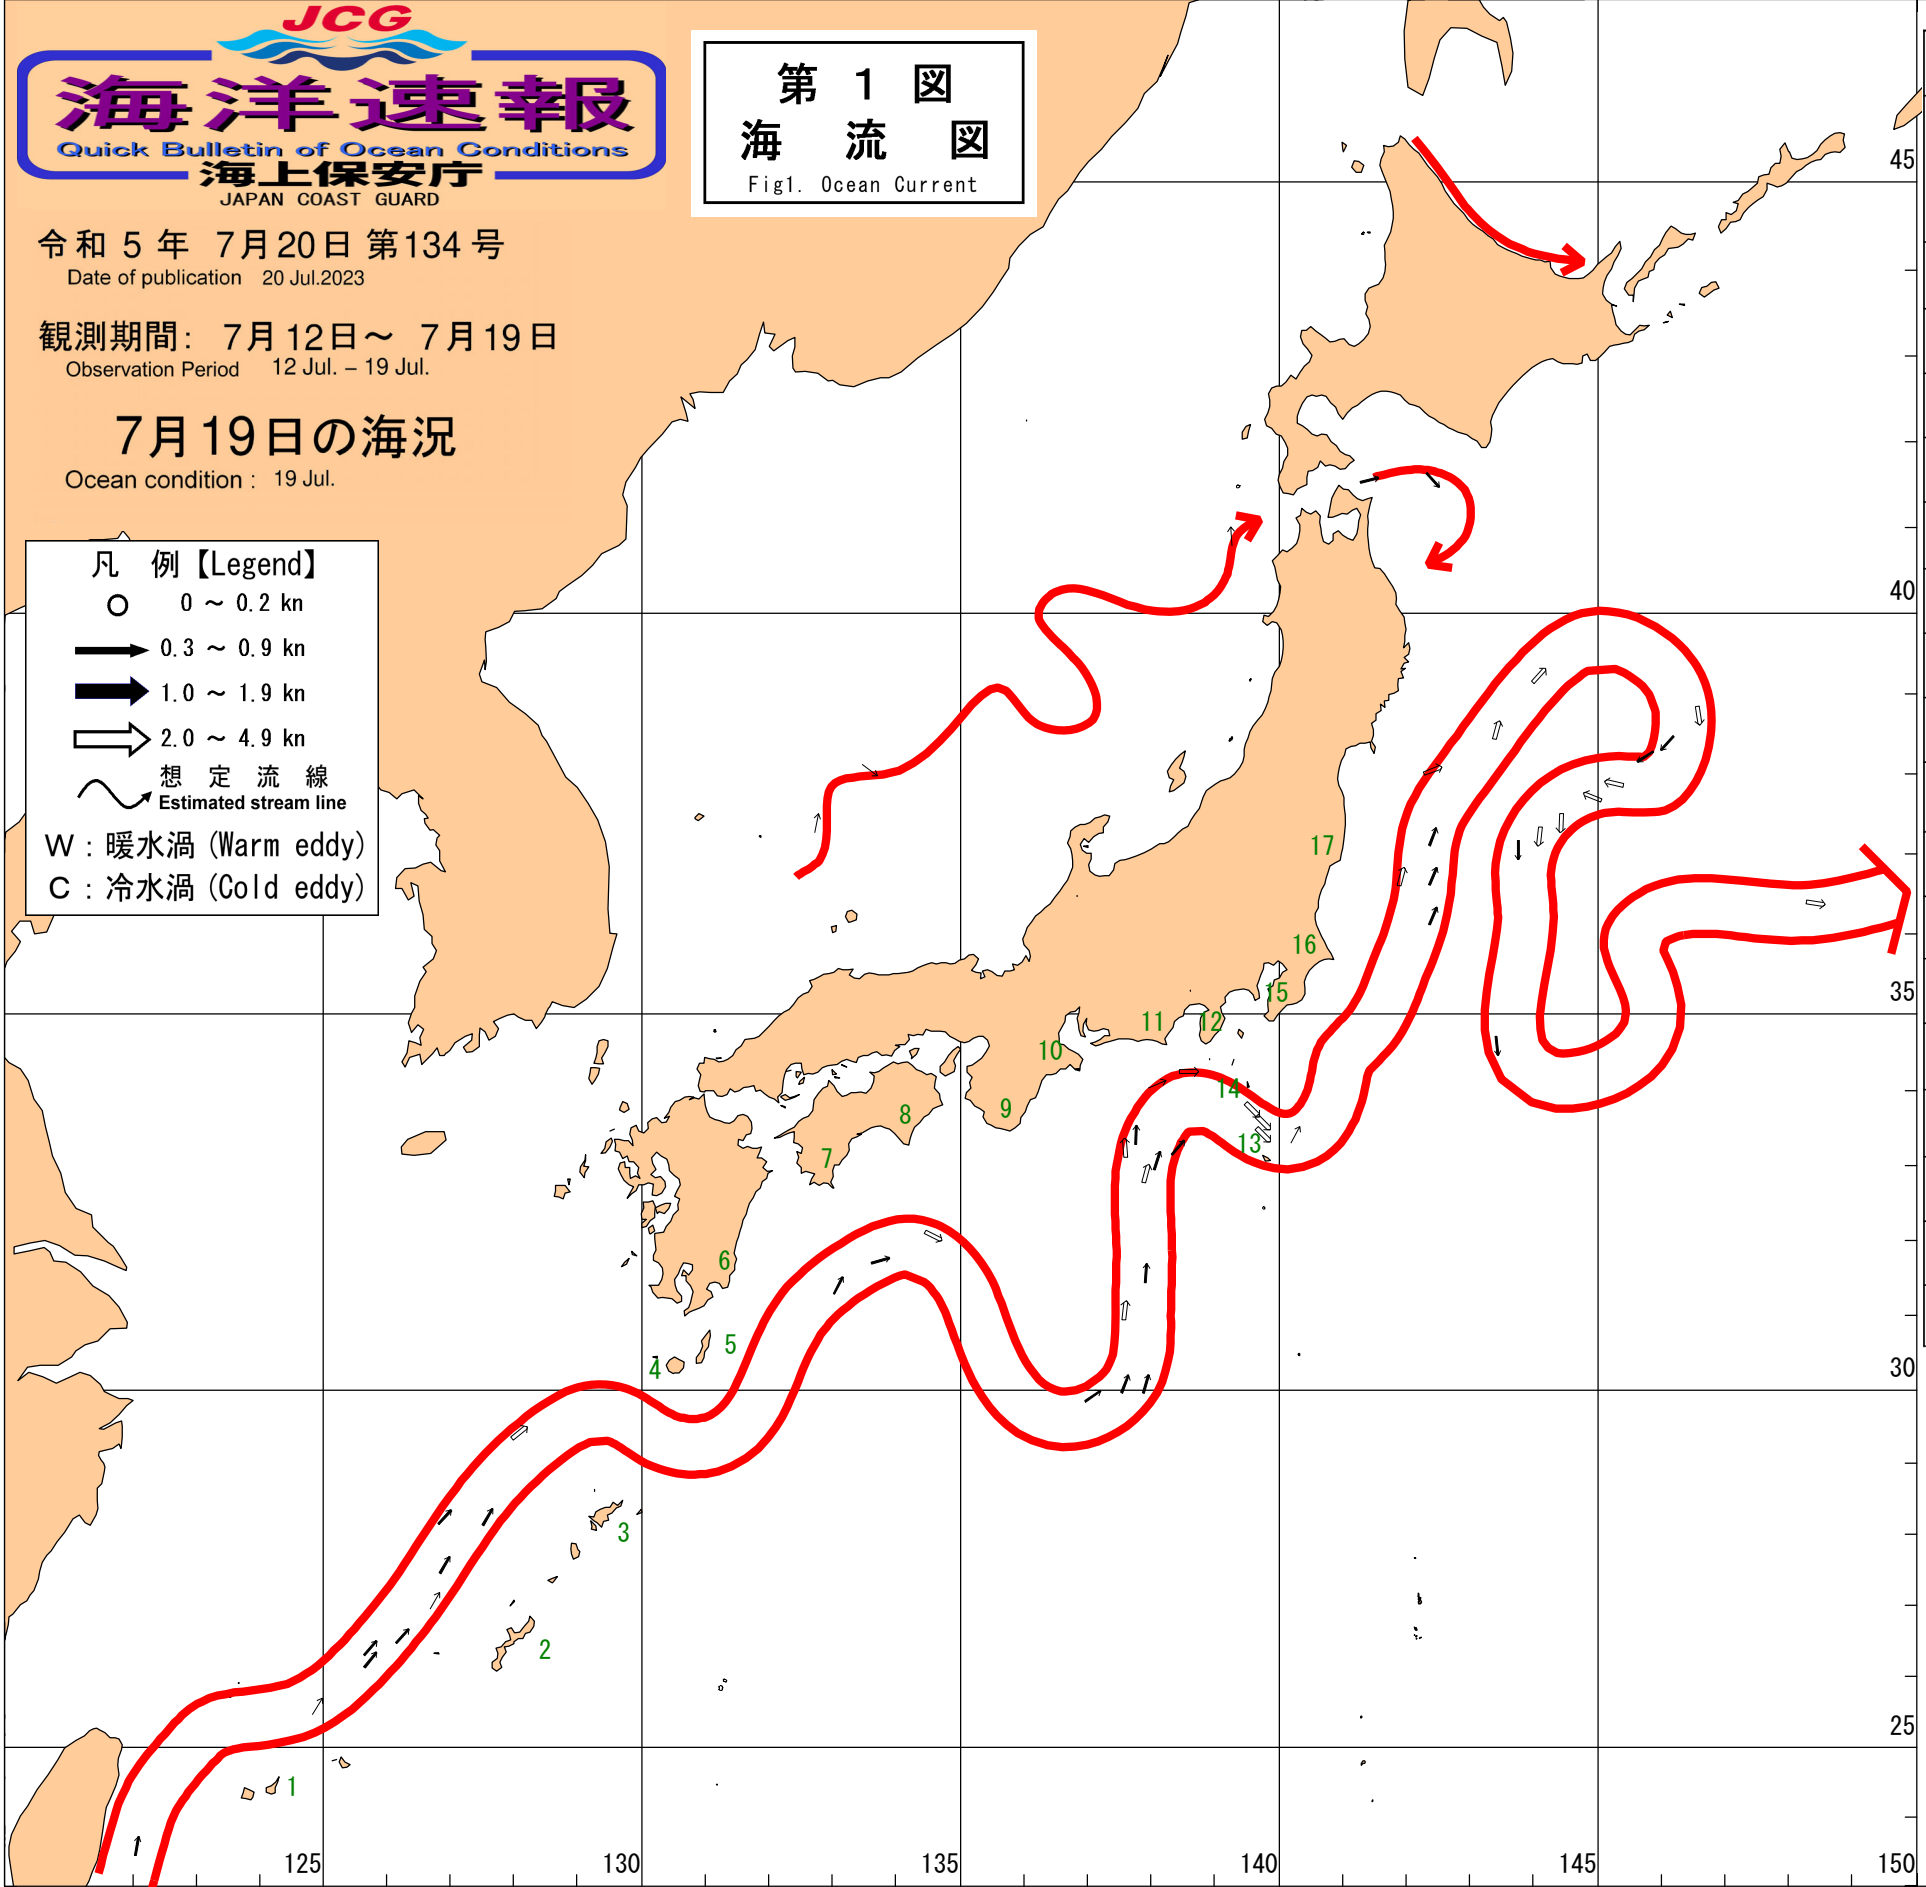 JCG
海洋速報
Quick Bulletin of Ocean Conditions
海上保安庁
JAPAN COAST GUARD
令和 5 年 7月20日 第134 号
Date of publication 20 Jul.2023
観測期間: 7月12日～ 7月19日
Observation Period 12 Jul. – 19 Jul.
7月19日の海況
Ocean condition : 19 Jul.
第 1 図
海 流 図
Fig1. Ocean Current
凡 例【Legend】
0 ～ 0.2 kn
0.3 ～ 0.9 kn
1.0 ～ 1.9 kn
2.0 ～ 4.9 kn
想 定 流 線
Estimated stream line
W : 暖水渦 (Warm eddy)
C : 冷水渦 (Cold eddy)
45
40
35
30
25
17
16
15
14
13
12
11
10
9
8
7
6
5
4
3
2
1
125
130
135
140
145
150